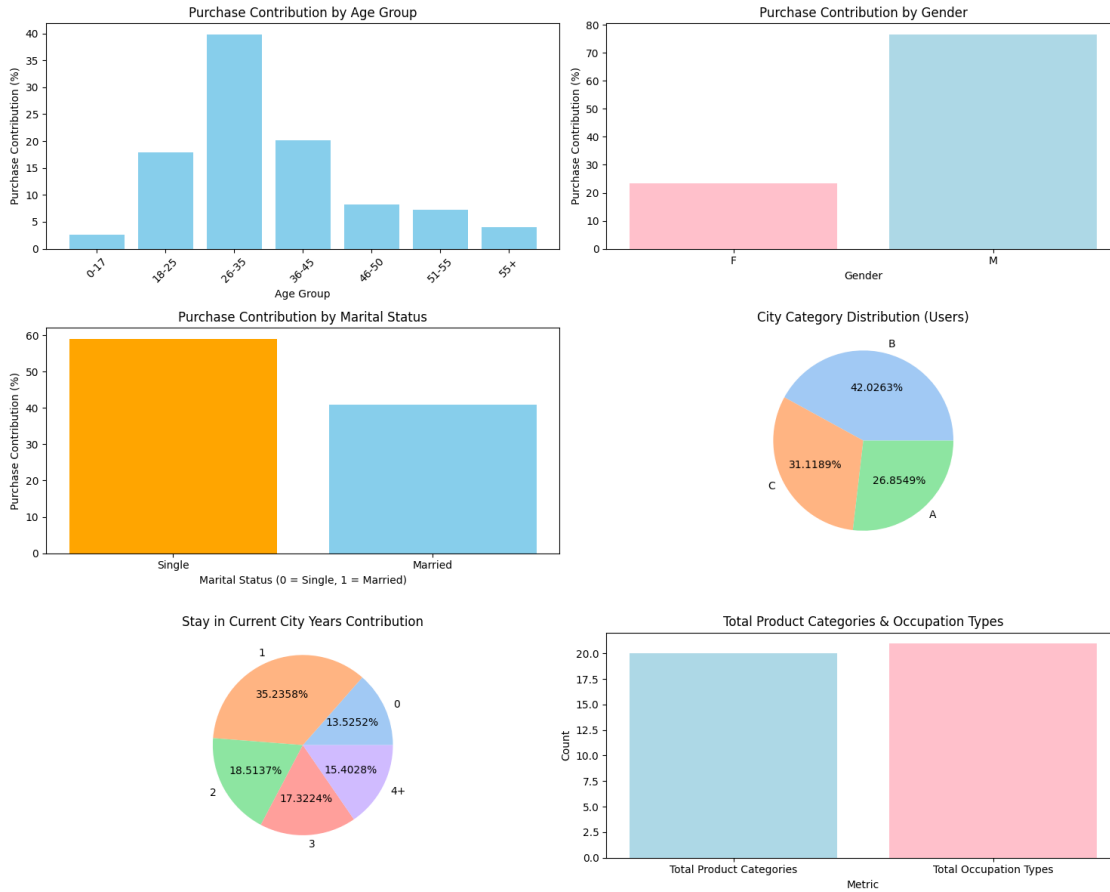 Purchase Contribution by Age Group
Purchase Contribution (%)
40
35
30
25
20
15
10
5
0
0-17
18-25
26-35
36-45
46-50
51-55
55+
Age Group
Purchase Contribution by Gender
Purchase Contribution (%)
80
70
60
50
40
30
20
10
0
F
M
Gender
Purchase Contribution by Marital Status
Purchase Contribution (%)
60
50
40
30
20
10
0
Single
Married
Marital Status (0 = Single, 1 = Married)
City Category Distribution (Users)
B
42.0263%
31.1189%
26.8549%
C
A
Stay in Current City Years Contribution
1
35.2358%
0
13.5252%
18.5137%
15.4028%
2
17.3224%
4+
3
Total Product Categories & Occupation Types
Count
20.0
17.5
15.0
12.5
10.0
7.5
5.0
2.5
0.0
Total Product Categories
Total Occupation Types
Metric